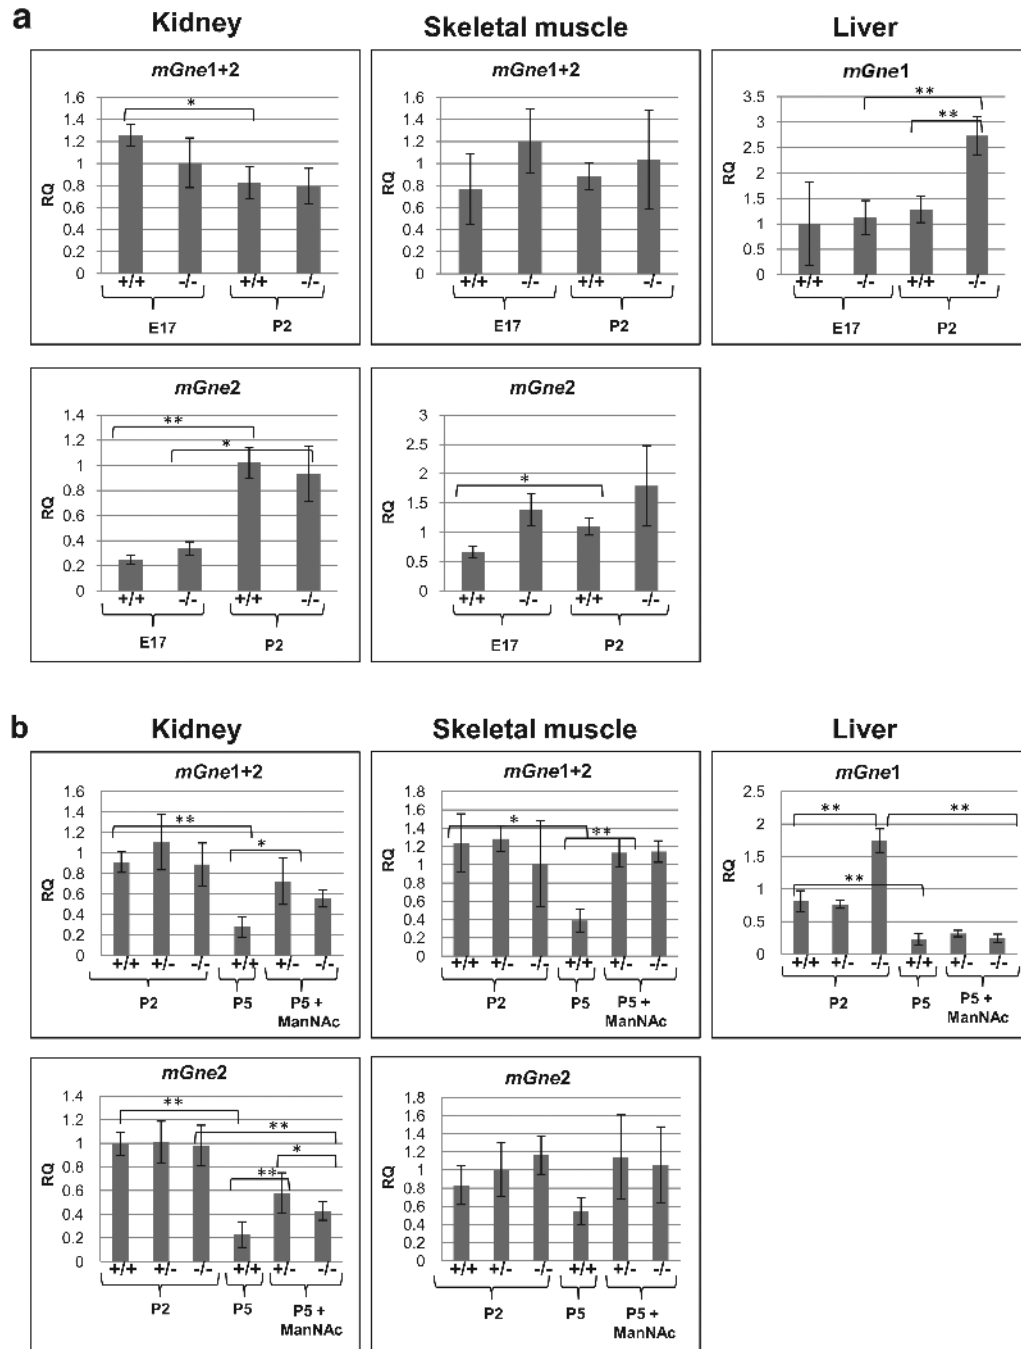 a
Kidney
Skeletal muscle
Liver
mGne1+2
RQ
1.6
1.4
1.2
1
0.8
0.6
0.4
0.2
0
*
+/+ -/- +/+ -/-
E17 P2
mGne1+2
RQ
1.6
1.4
1.2
1
0.8
0.6
0.4
0.2
0
+/+ -/- +/+ -/-
E17 P2
mGne1
RQ
3.5
3
2.5
2
1.5
1
0.5
0
**
**
+/+ -/- +/+ -/-
E17 P2
mGne2
RQ
1.4
1.2
1
0.8
0.6
0.4
0.2
0
**
*
+/+ -/- +/+ -/-
E17 P2
mGne2
RQ
3
2.5
2
1.5
1
0.5
0
*
+/+ -/- +/+ -/-
E17 P2
b
Kidney
Skeletal muscle
Liver
mGne1+2
RQ
1.6
1.4
1.2
1
0.8
0.6
0.4
0.2
0
**
*
+/+ +/- -/- +/+ +/- -/-
P2 P5 P5 +
ManNAc
mGne1+2
RQ
1.8
1.6
1.4
1.2
1
0.8
0.6
0.4
0.2
0
*
**
+/+ +/- -/- +/+ +/- -/-
P2 P5 P5 +
ManNAc
mGne1
RQ
2.5
2
1.5
1
0.5
0
** **
**
+/+ +/- -/- +/+ +/- -/-
P2 P5 P5 +
ManNAc
mGne2
RQ
1.4
1.2
1
0.8
0.6
0.4
0.2
0
**
**
*
**
+/+ +/- -/- +/+ +/- -/-
P2 P5 P5 +
ManNAc
mGne2
RQ
1.8
1.6
1.4
1.2
1
0.8
0.6
0.4
0.2
0
+/+ +/- -/- +/+ +/- -/-
P2 P5 P5 +
ManNAc